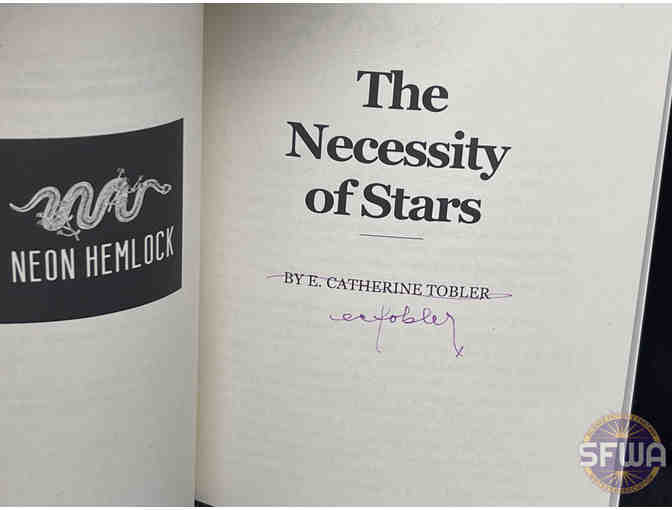 NEON HEMLOCK
The
Necessity
of Stars
BY E. CATHERINE TOBLER
ectobler
SFWA